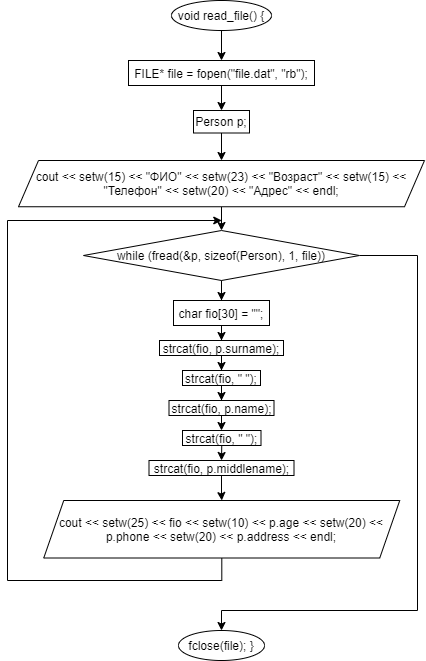 void read_file() {
FILE* file = fopen("file.dat", "rb");
Person p;
cout << setw(15) << "ФИО" << setw(23) << "Возраст" << setw(15) <<
"Телефон" << setw(20) << "Адрес" << endl;
while (fread(&p, sizeof(Person), 1, file))
char fio[30] = "";
strcat(fio, p.surname);
strcat(fio, " ");
strcat(fio, p.name);
strcat(fio, " ");
strcat(fio, p.middlename);
cout << setw(25) << fio << setw(10) << p.age << setw(20) <<
p.phone << setw(20) << p.address << endl;
fclose(file); }